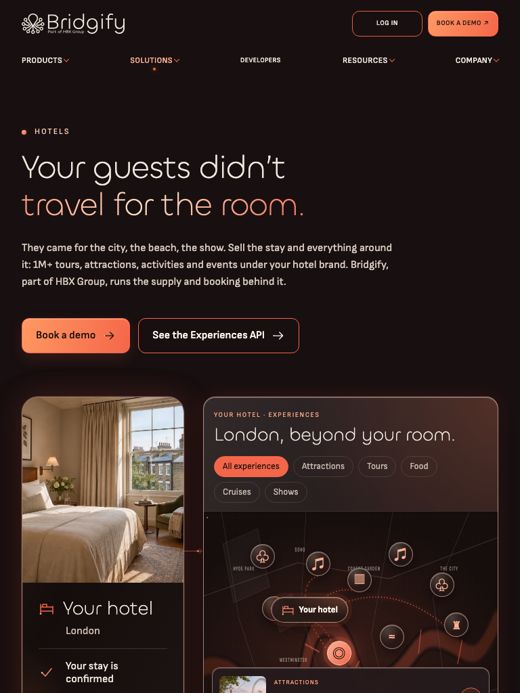 Bridgify
Part of HBX Group
LOG IN
BOOK A DEMO ↗
PRODUCTS
SOLUTIONS
DEVELOPERS
RESOURCES
COMPANY
HOTELS
Your guests didn't
travel for the room.
They came for the city, the beach, the show. Sell the stay and everything around
it: 1M+ tours, attractions, activities and events under your hotel brand. Bridgify,
part of HBX Group, runs the supply and booking behind it.
Book a demo →
See the Experiences API →
YOUR HOTEL · EXPERIENCES
London, beyond your room.
All experiences
Attractions
Tours
Food
Cruises
Shows
SOHO
HYDE PARK
GARDEN
THE CITY
Your hotel
WESTMINSTER
ATTRACTIONS
Your hotel
London
Your stay is
confirmed